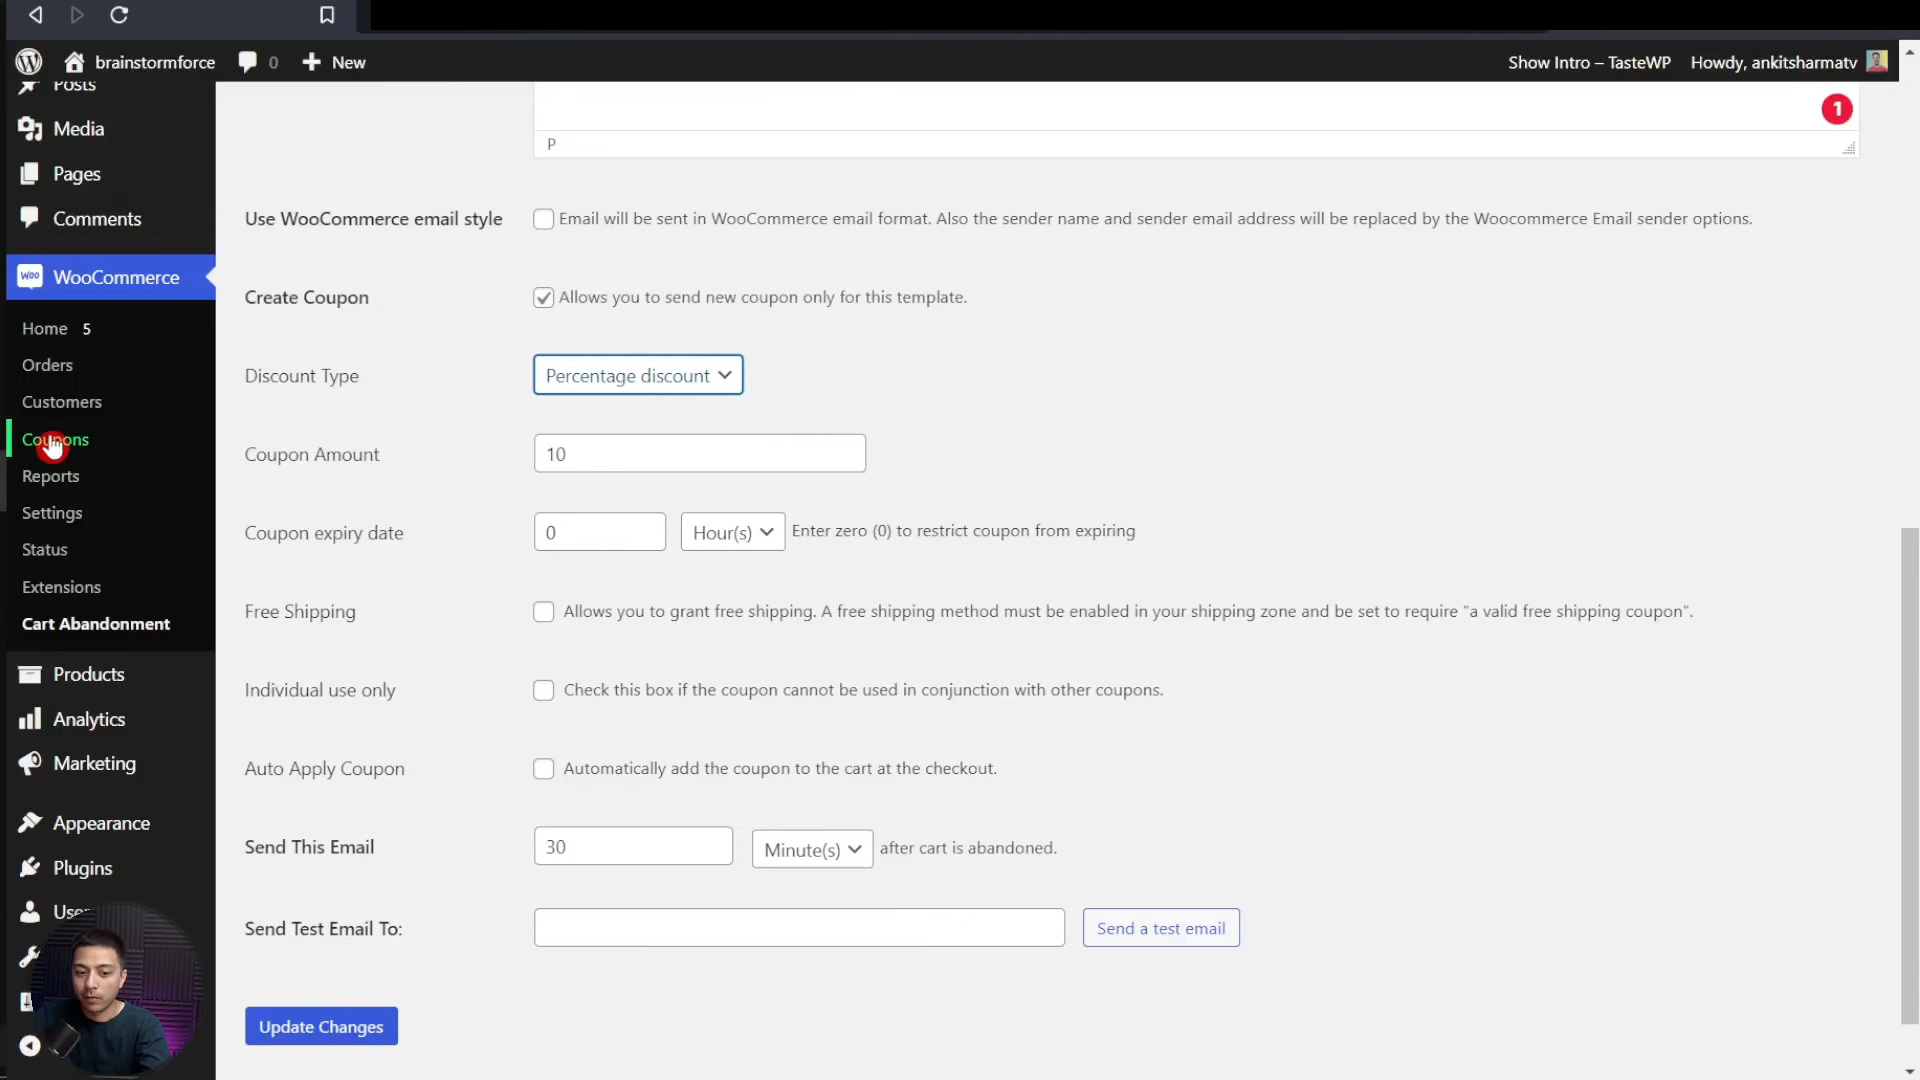 brainstormforce
0
New
Show Intro – TasteWP
Howdy, ankitsharmatv
Posts
Media
Pages
Comments
WooCommerce
Home 5
Orders
Customers
Coupons
Reports
Settings
Status
Extensions
Cart Abandonment
Products
Analytics
Marketing
Appearance
Plugins
1
P
Use WooCommerce email style
Email will be sent in WooCommerce email format. Also the sender name and sender email address will be replaced by the Woocommerce Email sender options.
Create Coupon
Allows you to send new coupon only for this template.
Discount Type
Percentage discount
Coupon Amount
10
Coupon expiry date
0
Hour(s)
Enter zero (0) to restrict coupon from expiring
Free Shipping
Allows you to grant free shipping. A free shipping method must be enabled in your shipping zone and be set to require "a valid free shipping coupon".
Individual use only
Check this box if the coupon cannot be used in conjunction with other coupons.
Auto Apply Coupon
Automatically add the coupon to the cart at the checkout.
Send This Email
30
Minute(s)
after cart is abandoned.
Send Test Email To:
Send a test email
Update Changes